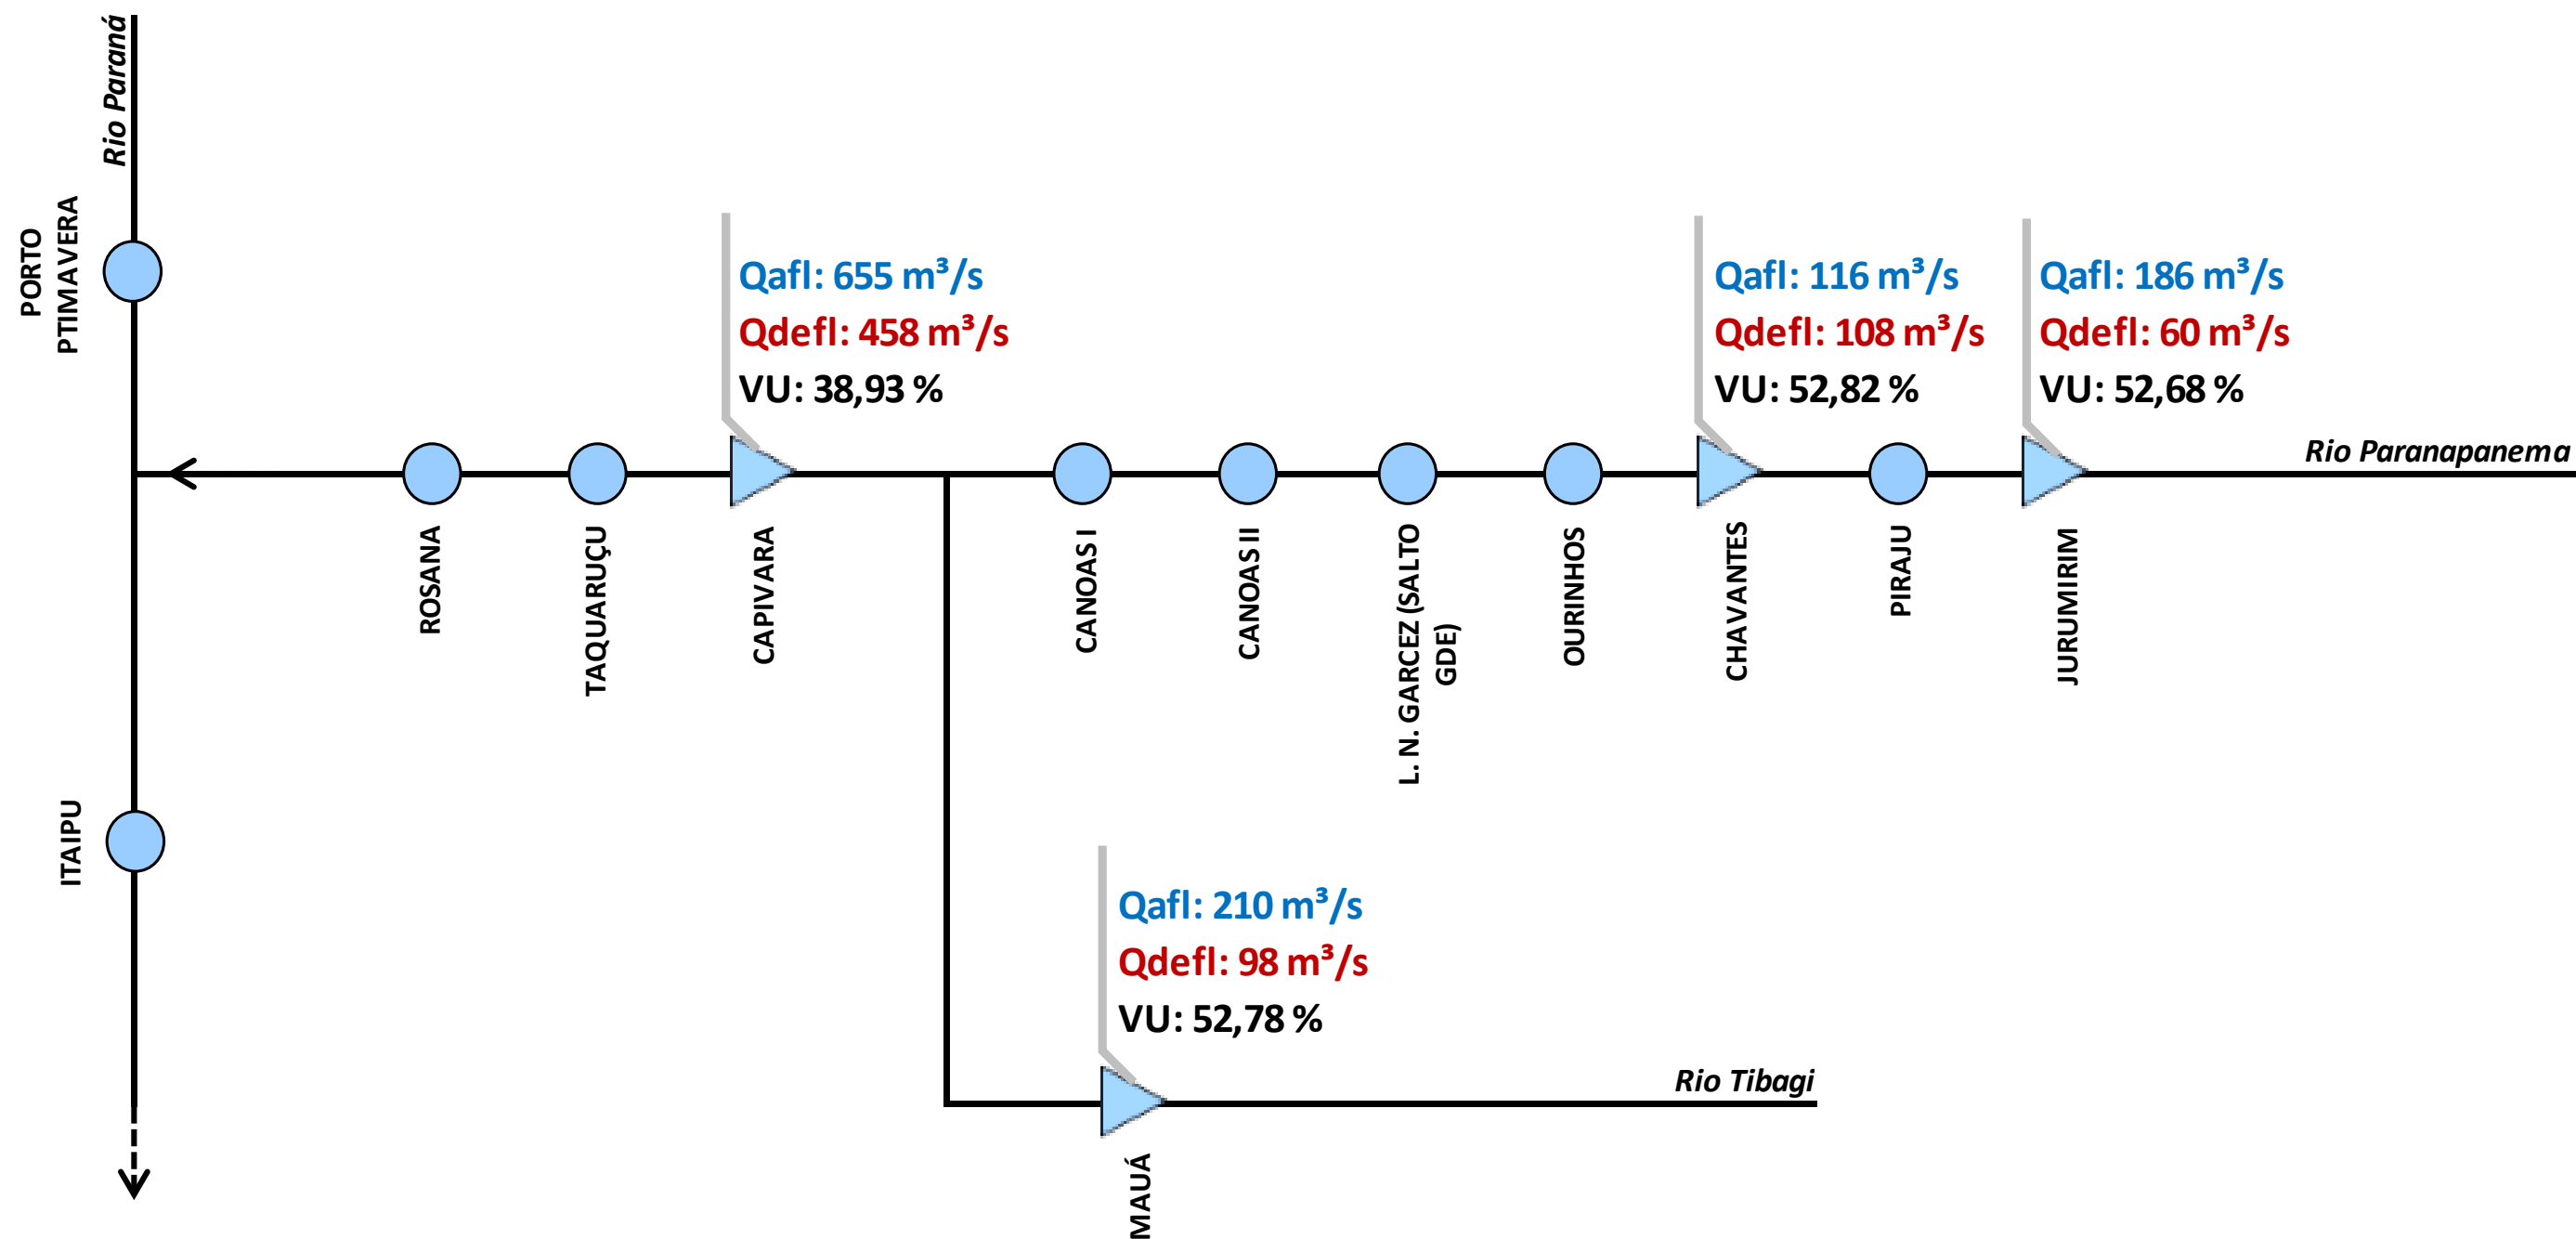 Rio Paraná
PORTO
PTIMAVERA
Qafl: 655 m³/s
Qdefl: 458 m³/s
VU: 38,93 %
Qafl: 116 m³/s
Qdefl: 108 m³/s
VU: 52,82 %
Qafl: 186 m³/s
Qdefl: 60 m³/s
VU: 52,68 %
Rio Paranapanema
ROSANA
TAQUARUÇU
CAPIVARA
CANOAS I
CANOAS II
L. N. GARCEZ (SALTO
GDE)
OURINHOS
CHAVANTES
PIRAJU
JURUMIRIM
ITAIPU
Qafl: 210 m³/s
Qdefl: 98 m³/s
VU: 52,78 %
Rio Tibagi
MAUÁ